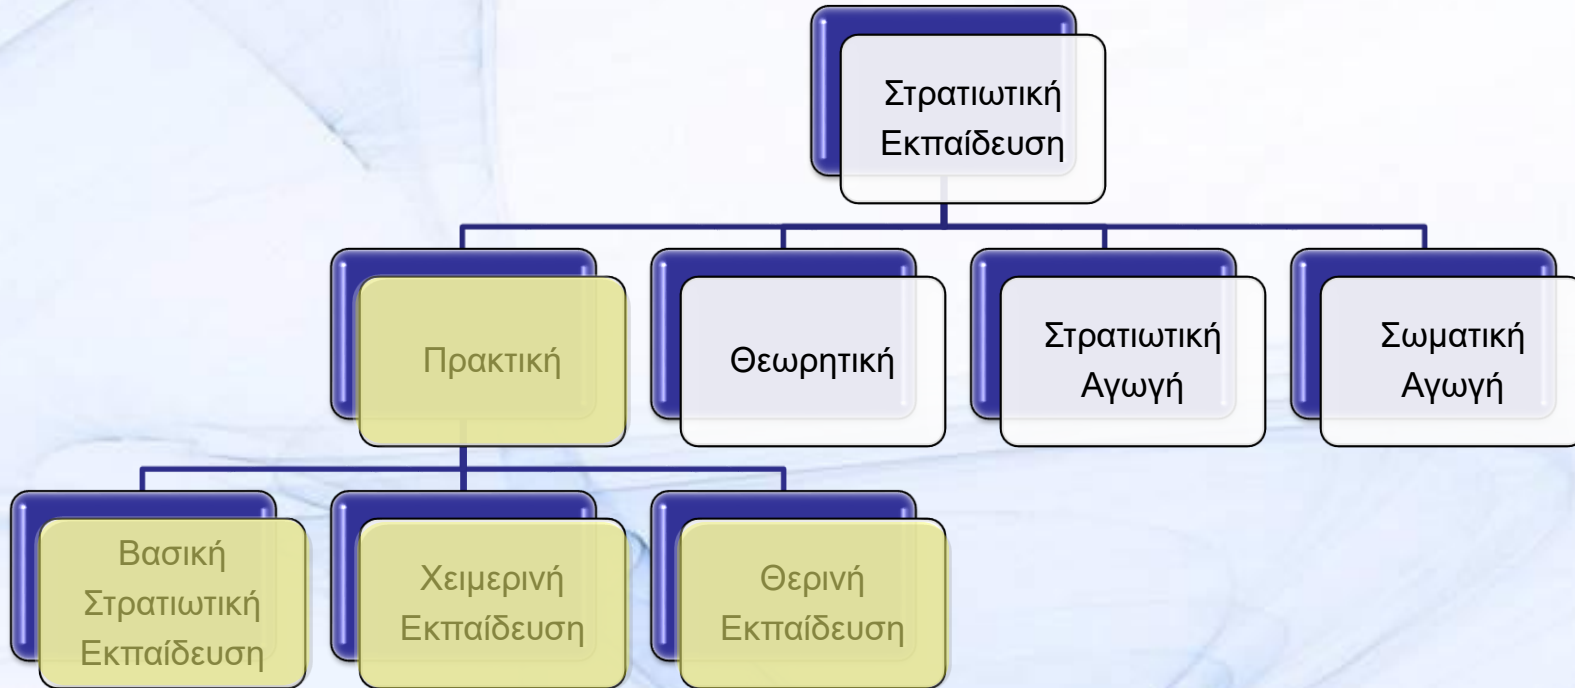 Στρατιωτική
Εκπαίδευση
Πρακτική
Θεωρητική
Στρατιωτική
Αγωγή
Σωματική
Αγωγή
Βασική
Στρατιωτική
Εκπαίδευση
Χειμερινή
Εκπαίδευση
Θερινή
Εκπαίδευση